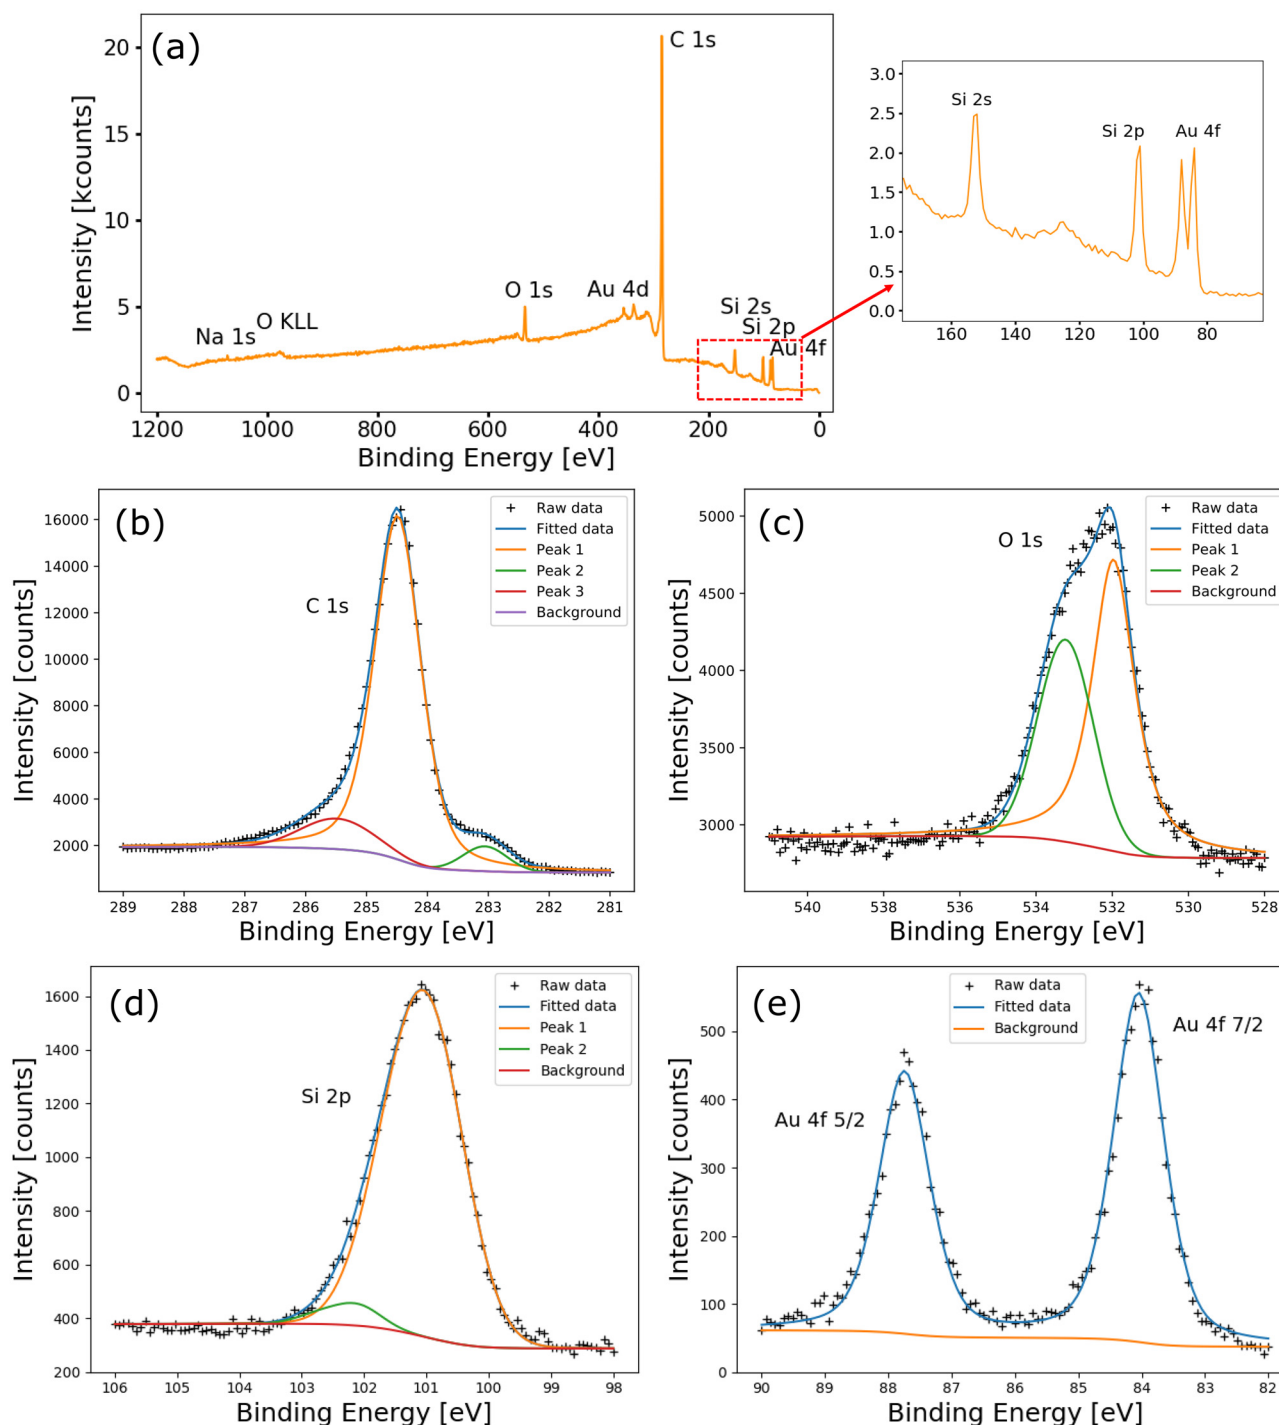 (a)
C 1s
O 1s
Au 4d
Si 2s
Si 2p
Au 4f
Na 1s
O KLL
Intensity [kcounts]
20
15
10
5
0
1200
1000
800
600
400
200
0
Binding Energy [eV]
3.0
2.5
2.0
1.5
1.0
0.5
0.0
Si 2s
Si 2p
Au 4f
160
140
120
100
80
(b)
C 1s
Raw data
Fitted data
Peak 1
Peak 2
Peak 3
Background
Intensity [counts]
16000
14000
12000
10000
8000
6000
4000
2000
289
288
287
286
285
284
283
282
281
Binding Energy [eV]
(c)
O 1s
Raw data
Fitted data
Peak 1
Peak 2
Background
Intensity [counts]
5000
4500
4000
3500
3000
540
538
536
534
532
530
528
Binding Energy [eV]
(d)
Si 2p
Raw data
Fitted data
Peak 1
Peak 2
Background
Intensity [counts]
1600
1400
1200
1000
800
600
400
200
106
105
104
103
102
101
100
99
98
Binding Energy [eV]
(e)
Raw data
Fitted data
Background
Au 4f 7/2
Au 4f 5/2
Intensity [counts]
500
400
300
200
100
0
90
89
88
87
86
85
84
83
82
Binding Energy [eV]